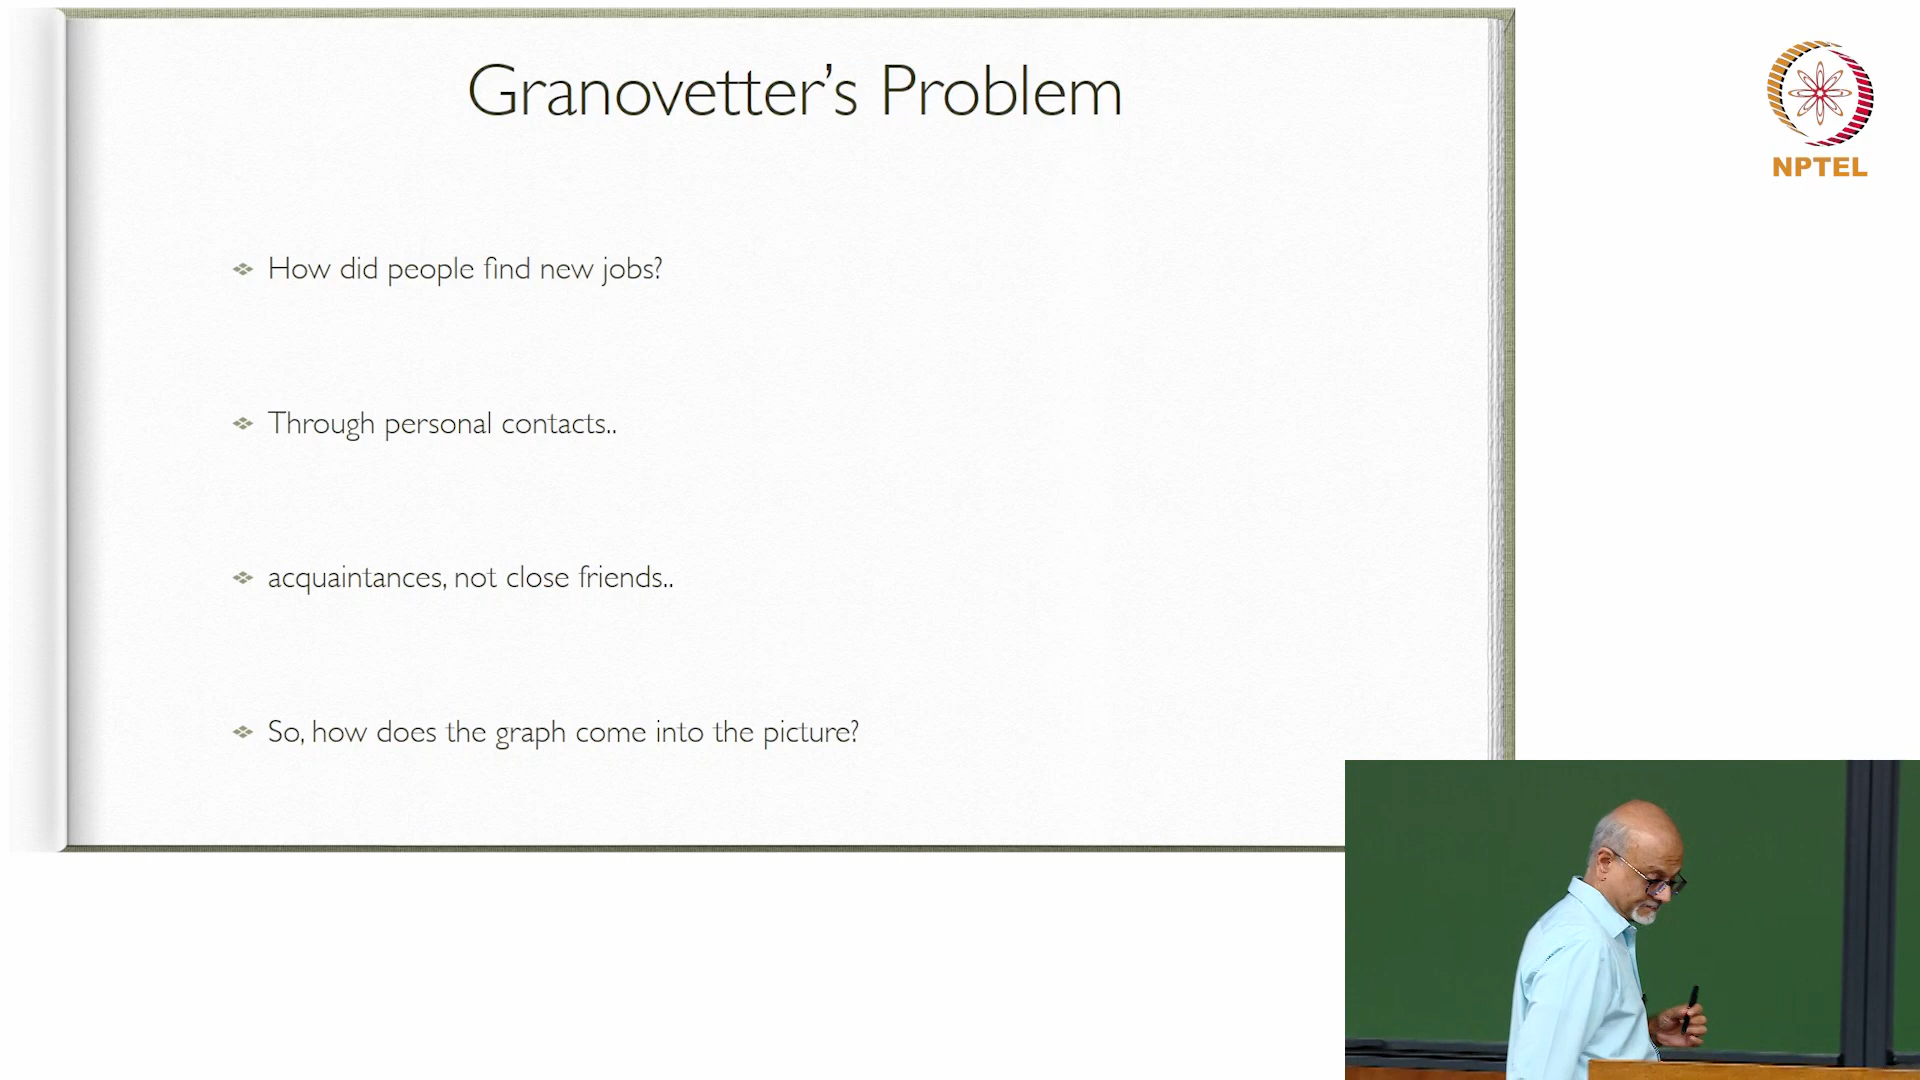 Granovetter's Problem
NPTEL
How did people find new jobs?
Through personal contacts..
acquaintances, not close friends..
So, how does the graph come into the picture?